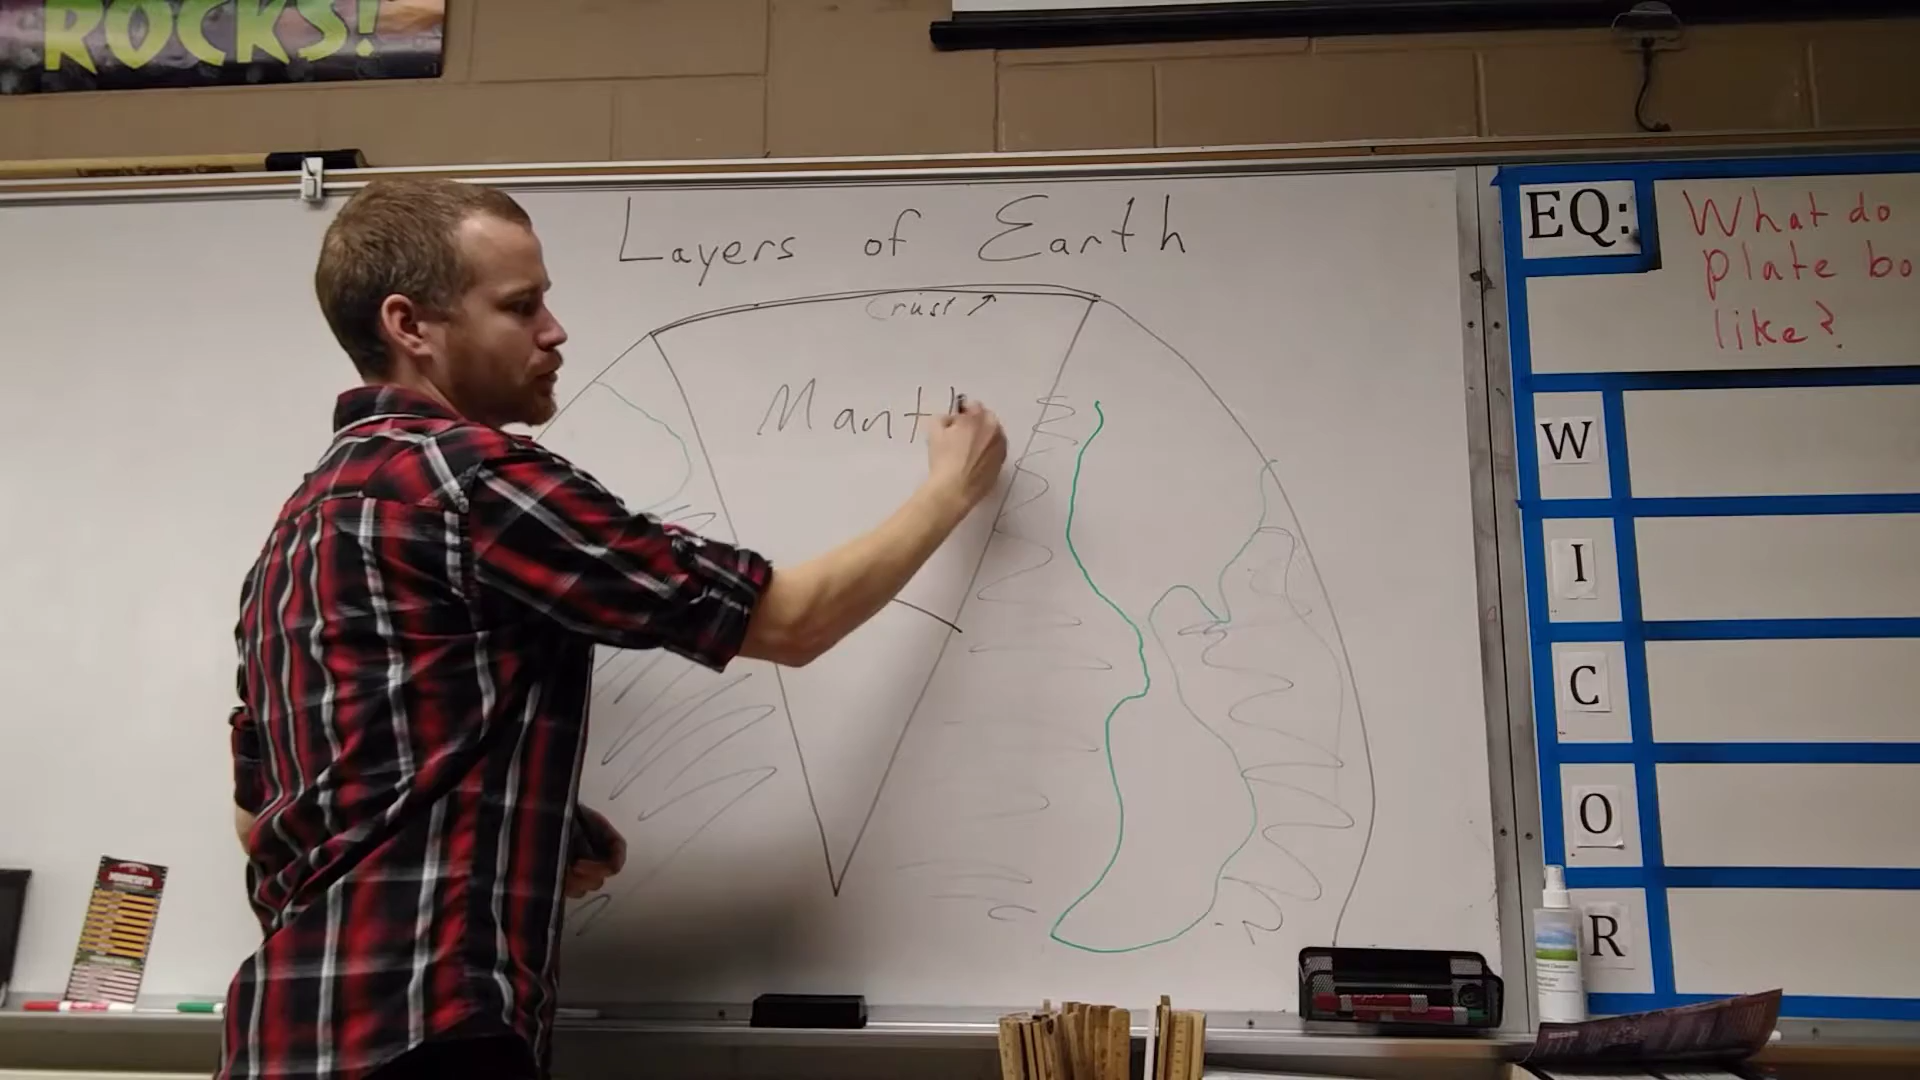 ROCKS!
Layers of Earth
Crust
Mantl
EQ:
What do
plate bo
like?
W
I
C
O
R